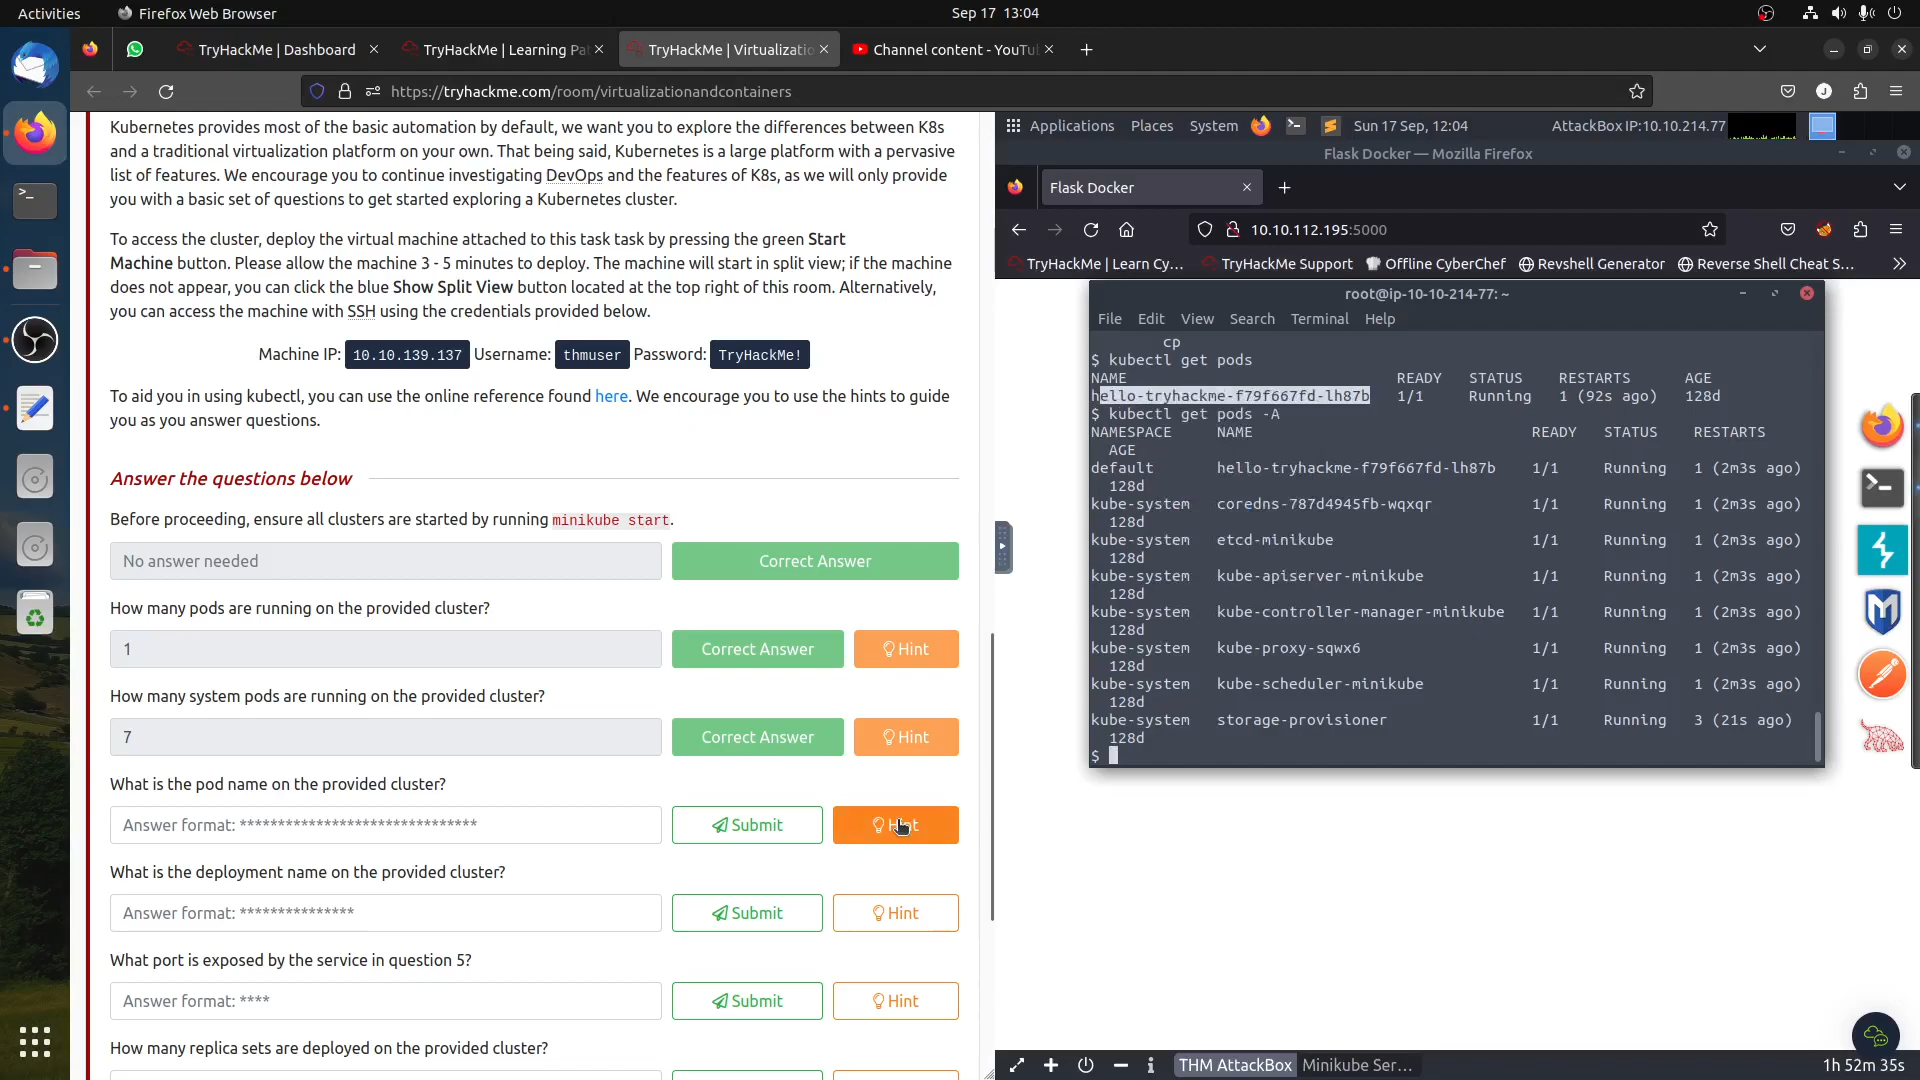 Activities
Firefox Web Browser
Sep 17 13:04
TryHackMe | Dashboard
TryHackMe | Learning Pa
TryHackMe | Virtualizatio
Channel content - YouTu
https://tryhackme.com/room/virtualizationandcontainers
Kubernetes provides most of the basic automation by default, we want you to explore the differences between K8s
and a traditional virtualization platform on your own. That being said, Kubernetes is a large platform with a pervasive
list of features. We encourage you to continue investigating DevOps and the features of K8s, as we will only provide
you with a basic set of questions to get started exploring a Kubernetes cluster.
To access the cluster, deploy the virtual machine attached to this task task by pressing the green Start
Machine button. Please allow the machine 3 - 5 minutes to deploy. The machine will start in split view; if the machine
does not appear, you can click the blue Show Split View button located at the top right of this room. Alternatively,
you can access the machine with SSH using the credentials provided below.
Machine IP: 10.10.139.137 Username: thmuser Password: TryHackMe!
To aid you in using kubectl, you can use the online reference found here. We encourage you to use the hints to guide
you as you answer questions.
Answer the questions below
Before proceeding, ensure all clusters are started by running minikube start.
No answer needed
Correct Answer
How many pods are running on the provided cluster?
1
Correct Answer
Hint
How many system pods are running on the provided cluster?
7
Correct Answer
Hint
What is the pod name on the provided cluster?
Answer format: *******************************
Submit
Hint
What is the deployment name on the provided cluster?
Answer format: ***************
Submit
Hint
What port is exposed by the service in question 5?
Answer format: ****
Submit
Hint
How many replica sets are deployed on the provided cluster?
Applications Places System
Sun 17 Sep, 12:04
AttackBox IP:10.10.214.77
Flask Docker — Mozilla Firefox
Flask Docker
10.10.112.195:5000
TryHackMe | Learn Cy...
TryHackMe Support
Offline CyberChef
Revshell Generator
Reverse Shell Cheat S...
root@ip-10-10-214-77: ~
File Edit View Search Terminal Help
cp
$ kubectl get pods
NAME READY STATUS RESTARTS AGE
hello-tryhackme-f79f667fd-lh87b 1/1 Running 1 (92s ago) 128d
$ kubectl get pods -A
NAMESPACE NAME READY STATUS RESTARTS
AGE
default hello-tryhackme-f79f667fd-lh87b 1/1 Running 1 (2m3s ago)
128d
kube-system coredns-787d4945fb-wqxqr 1/1 Running 1 (2m3s ago)
128d
kube-system etcd-minikube 1/1 Running 1 (2m3s ago)
128d
kube-system kube-apiserver-minikube 1/1 Running 1 (2m3s ago)
128d
kube-system kube-controller-manager-minikube 1/1 Running 1 (2m3s ago)
128d
kube-system kube-proxy-sqwx6 1/1 Running 1 (2m3s ago)
128d
kube-system kube-scheduler-minikube 1/1 Running 1 (2m3s ago)
128d
kube-system storage-provisioner 1/1 Running 3 (21s ago)
128d
$
THM AttackBox
Minikube Ser...
1h 52m 35s